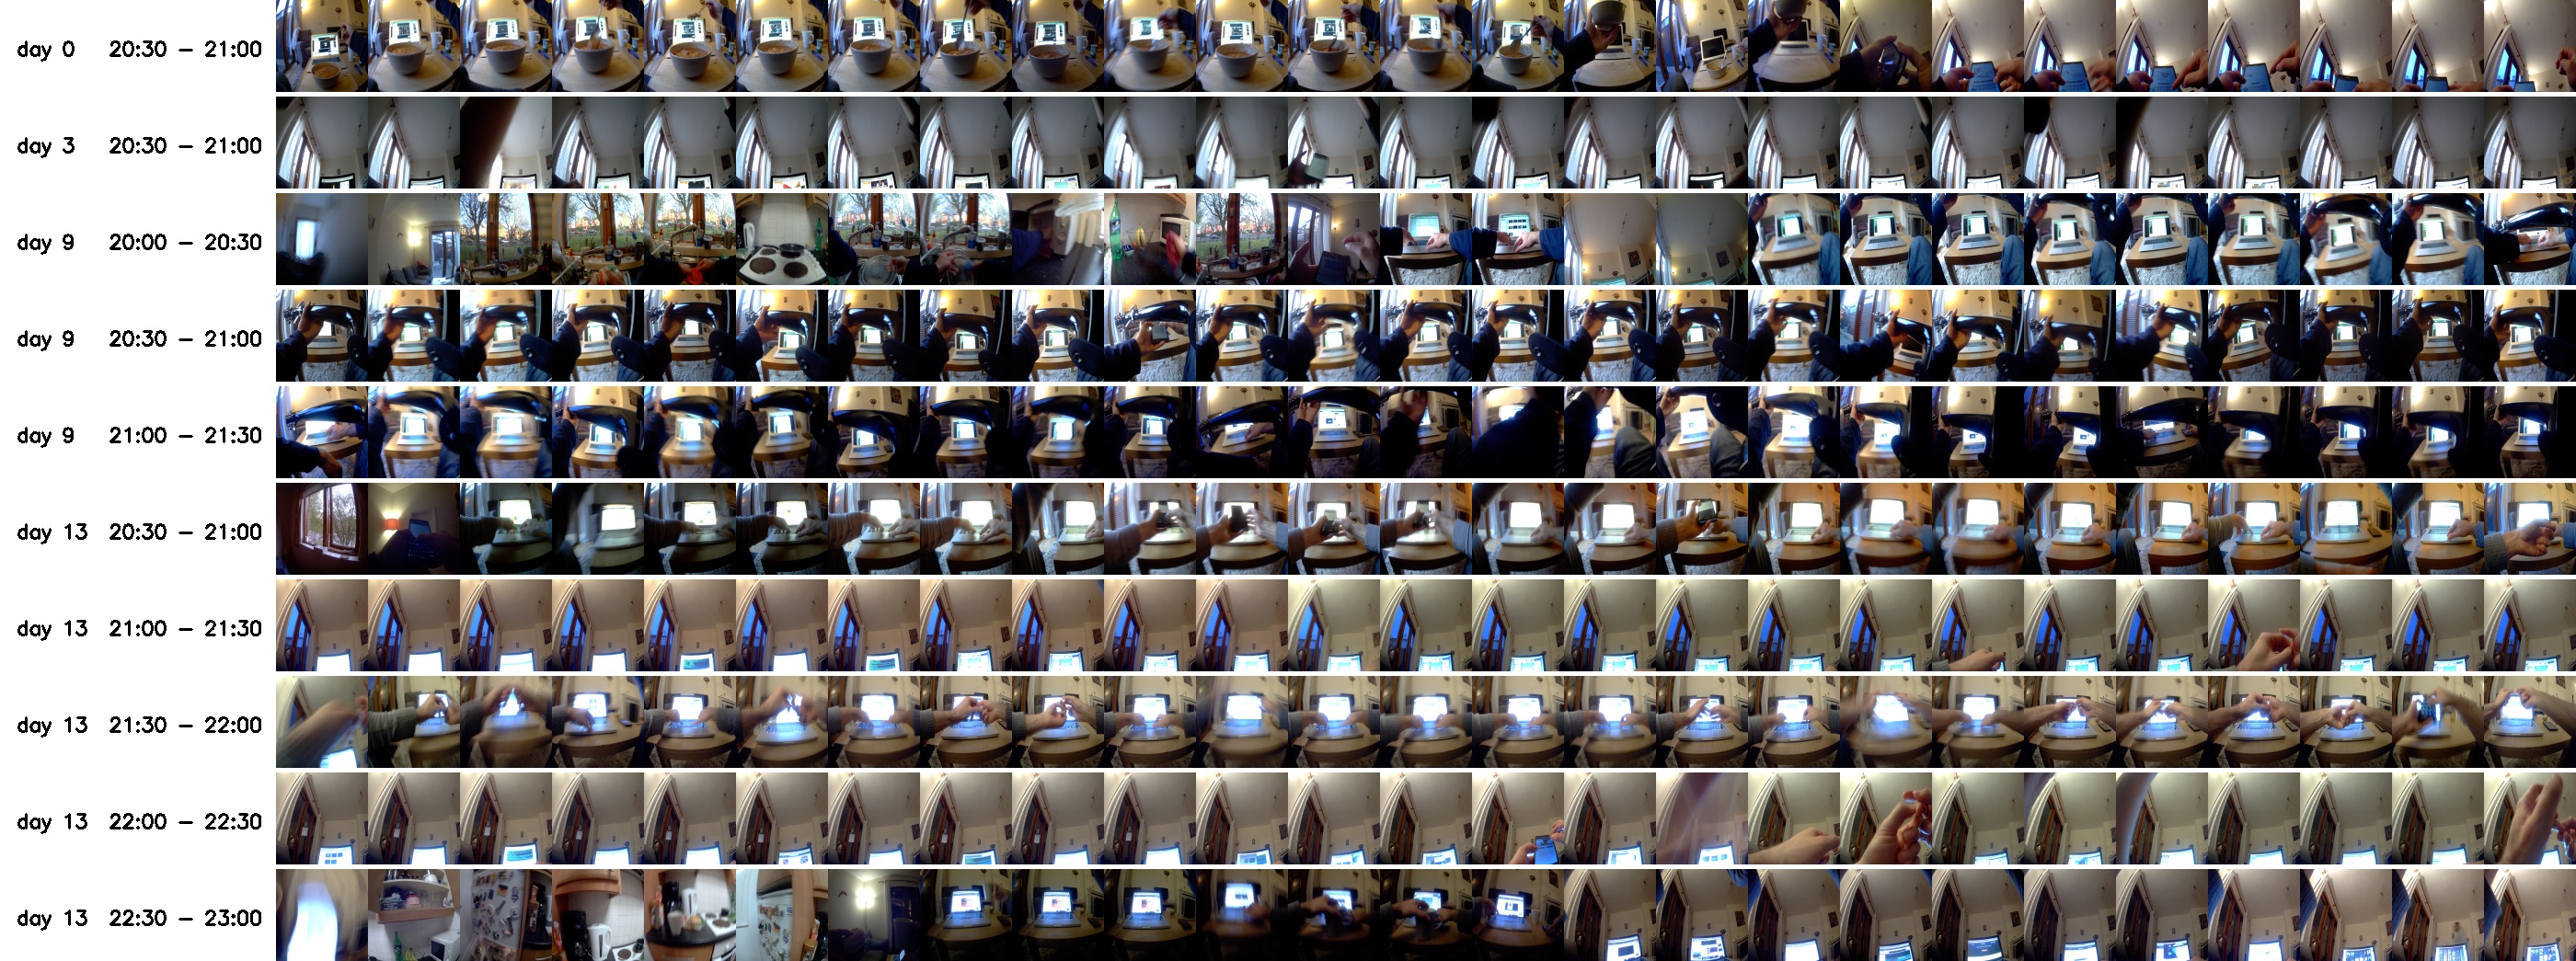 day 0 20:30 - 21:00
day 3 20:30 - 21:00
day 9 20:00 - 20:30
day 9 20:30 - 21:00
day 9 21:00 - 21:30
day 13 20:30 - 21:00
day 13 21:00 - 21:30
day 13 21:30 - 22:00
day 13 22:00 - 22:30
day 13 22:30 - 23:00